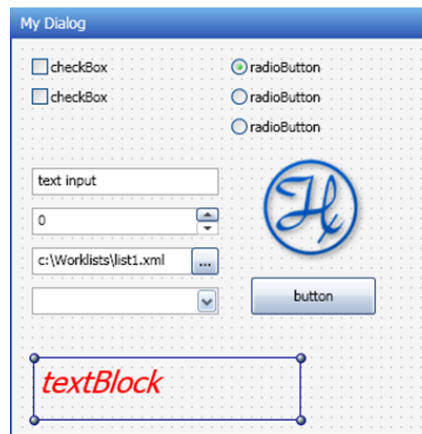 My Dialog
checkBox
radioButton
checkBox
radioButton
radioButton
text input
0
c:\Worklists\list1.xml
...
button
textBlock